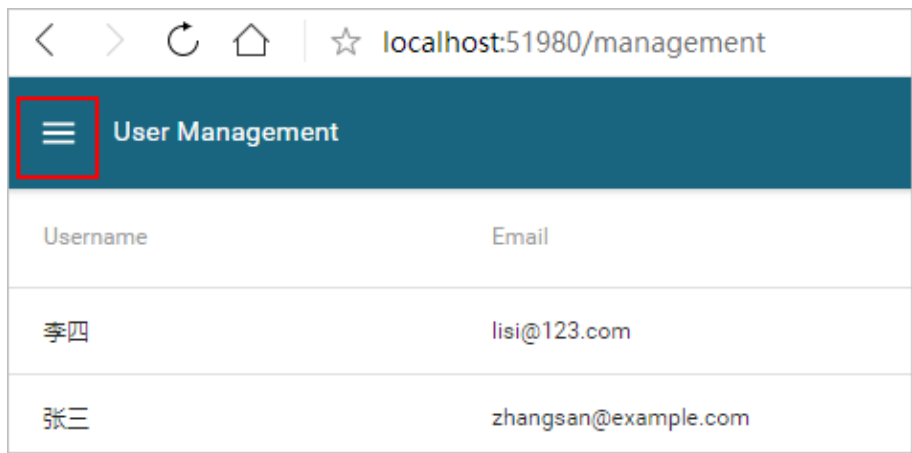 localhost:51980/management
User Management
Username Email
李四 lisi@123.com
张三 zhangsan@example.com